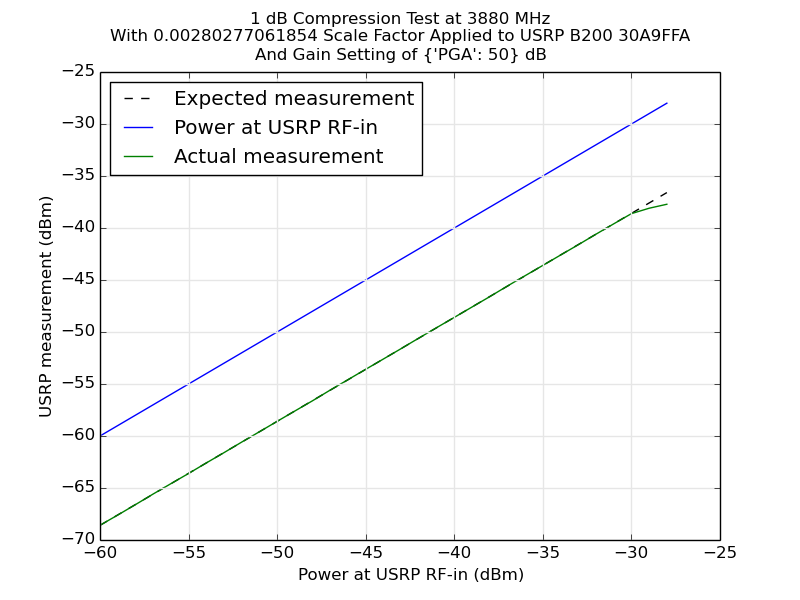 1 dB Compression Test at 3880 MHz
With 0.00280277061854 Scale Factor Applied to USRP B200 30A9FFA
And Gain Setting of {'PGA': 50} dB
−25
−30
−35
−40
−45
−50
−55
−60
−65
−70
USRP measurement (dBm)
Expected measurement
Power at USRP RF-in
Actual measurement
−60 −55 −50 −45 −40 −35 −30 −25
Power at USRP RF-in (dBm)